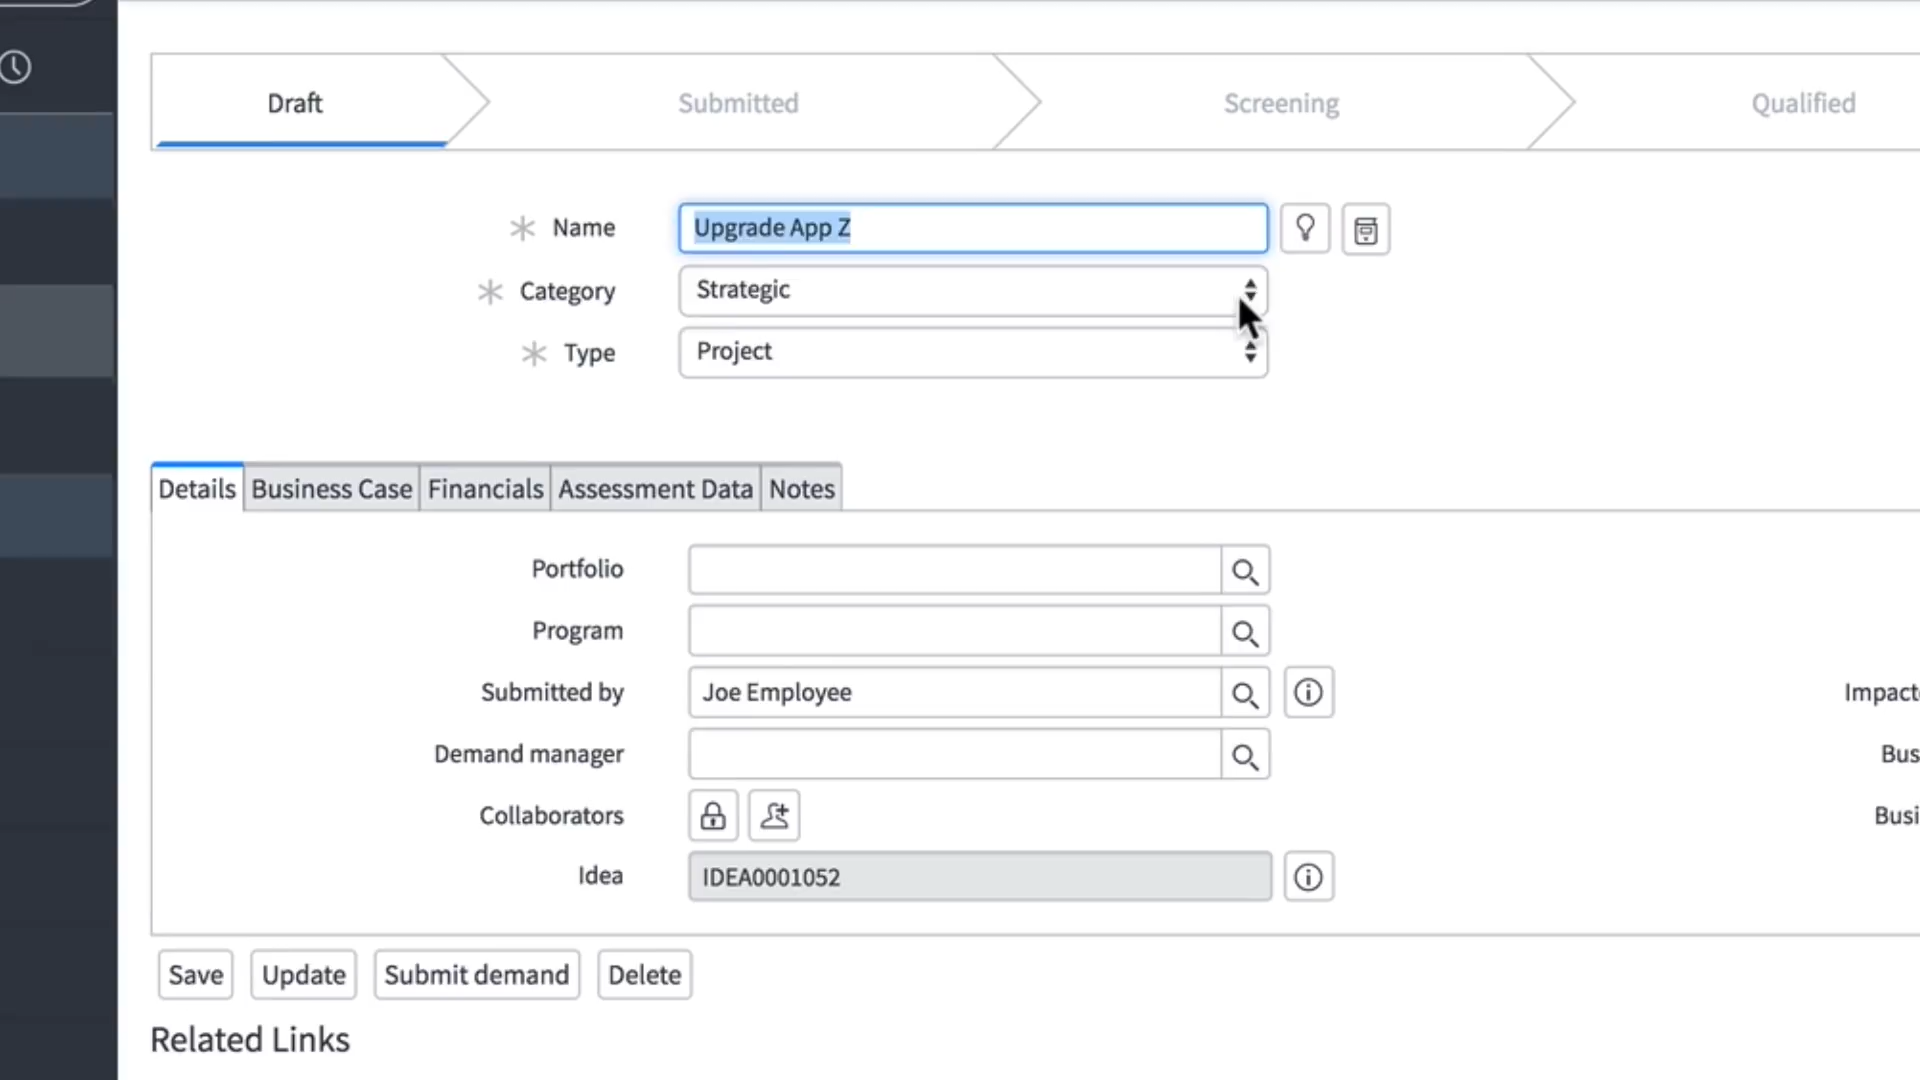 Draft Submitted Screening Qualified
Name Upgrade App Z
Category Strategic
Type Project
Details Business Case Financials Assessment Data Notes
Portfolio
Program
Submitted by Joe Employee
Impact
Demand manager
Bus
Collaborators
Busi
Idea IDEA0001052
Save Update Submit demand Delete
Related Links